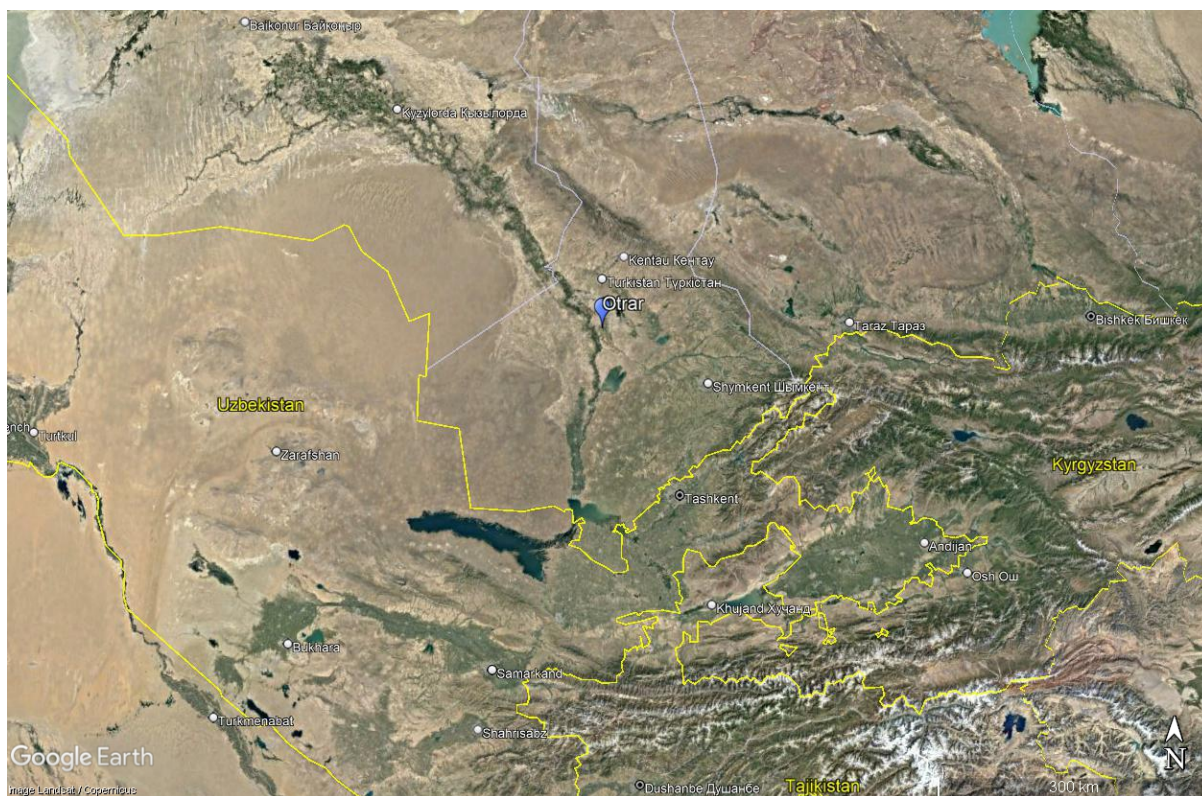 Baikonur Байқоңыр
Kyzylorda Қызылорда
Kentau Кентау
Turkistan Түркістан
Otrar
Taraz Тараз
Bishkek Бишкек
Shymkent Шымкент
Uzbekistan
Turtkul
Zarafshan
Kyrgyzstan
Tashkent
Andijan
Osh Ош
Khujand Хуҷанд
Bukhara
Samarkand
Turkmenabat
Shahrisabz
Google Earth
N
Image Landsat / Copernicus
Dushanbe Душанбе
Tajikistan
300 km